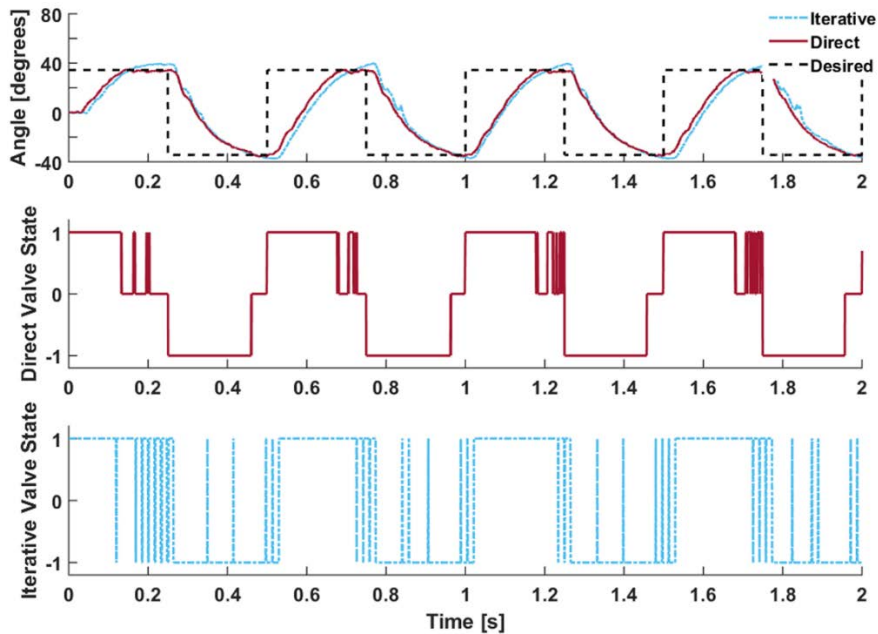 80
40
0
-40
Angle [degrees]
Iterative
Direct
Desired
0 0.2 0.4 0.6 0.8 1 1.2 1.4 1.6 1.8 2
1
0
-1
Direct Valve State
0 0.2 0.4 0.6 0.8 1 1.2 1.4 1.6 1.8 2
1
0
-1
Iterative Valve State
0 0.2 0.4 0.6 0.8 1 1.2 1.4 1.6 1.8 2
Time [s]